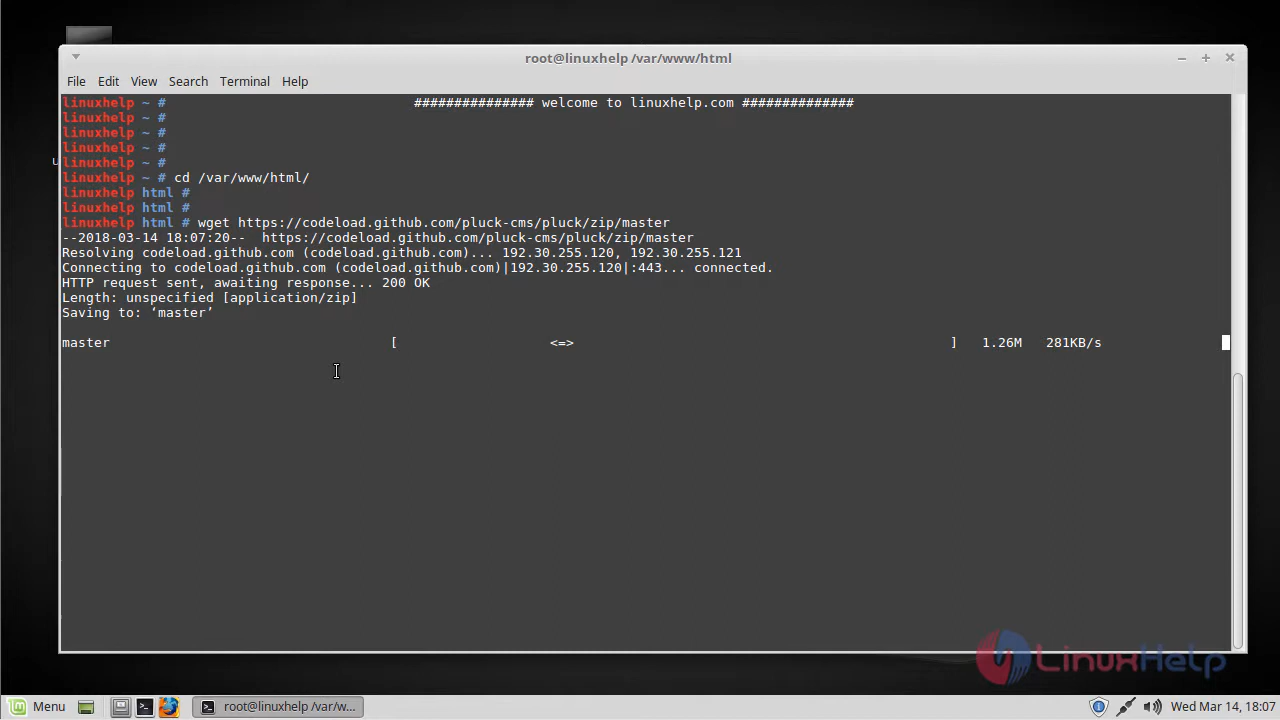 root@linuxhelp /var/www/html
File Edit View Search Terminal Help
linuxhelp ~ # ############### welcome to linuxhelp.com ##############
linuxhelp ~ #
linuxhelp ~ #
linuxhelp ~ #
linuxhelp ~ #
u
linuxhelp ~ # cd /var/www/html/
linuxhelp html #
linuxhelp html #
linuxhelp html # wget https://codeload.github.com/pluck-cms/pluck/zip/master
--2018-03-14 18:07:20-- https://codeload.github.com/pluck-cms/pluck/zip/master
Resolving codeload.github.com (codeload.github.com)... 192.30.255.120, 192.30.255.121
Connecting to codeload.github.com (codeload.github.com)|192.30.255.120|:443... connected.
HTTP request sent, awaiting response... 200 OK
Length: unspecified [application/zip]
Saving to: ‘master’
master [ <=> ] 1.26M 281KB/s
LinuxHelp
Menu root@linuxhelp /var/w... Wed Mar 14, 18:07